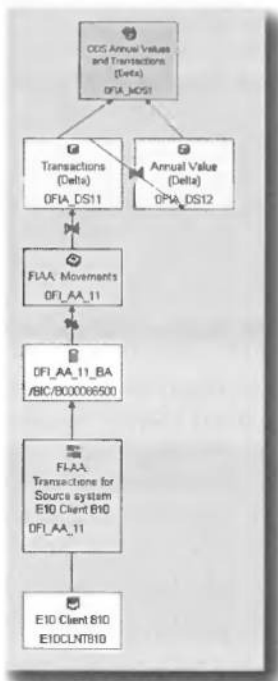 ODS Annual Values
and Transactions
(Delta)
0FIA_MDS1
Transactions
(Delta)
0FIA_DS11
Annual Value
(Delta)
0FIA_DS12
FIAA: Movements
0FI_AA_11
0FI_AA_11_BA
/BIC/B000066500
FI-AA:
Transactions for
Source system
E10 Client 810
0FI_AA_11
E10 Client 810
E10CLNT810